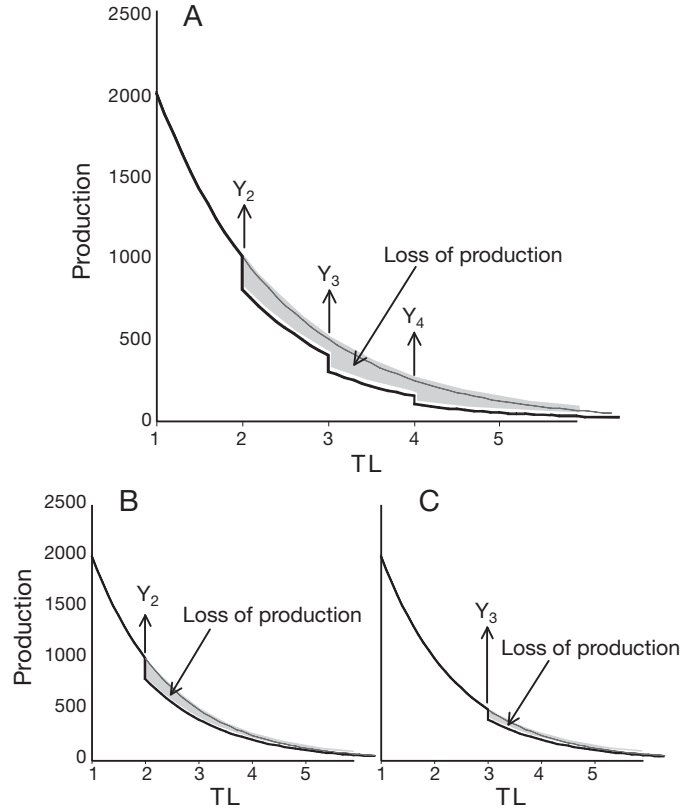 A
2500
2000
1500
1000
500
0
Production
Y2
Y3
Y4
Loss of production
1 2 3 4 5
TL
B
2500
2000
1500
1000
500
0
Production
Y2
Loss of production
1 2 3 4 5
TL
C
Y3
Loss of production
1 2 3 4 5
TL